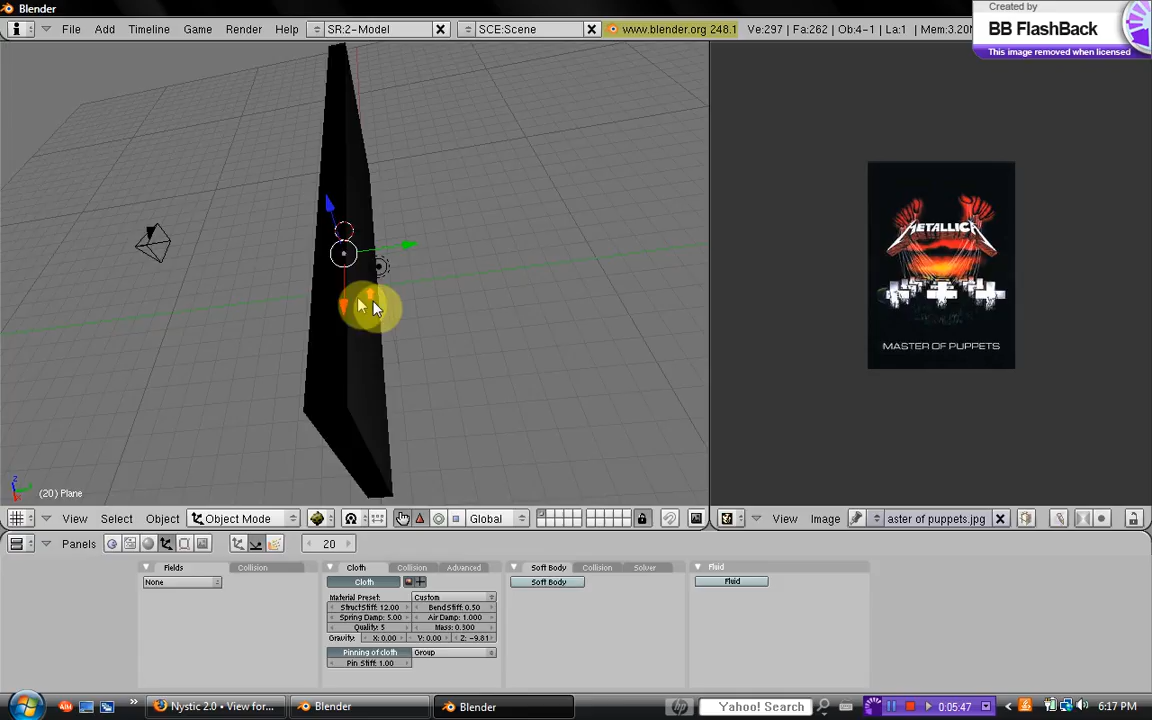 Blender
Created by
BB FlashBack
This image removed when licensed
File Add Timeline Game Render Help
SR:2-Model
SCE:Scene
www.blender.org 248.1
Ve:297 | Fa:262 | Ob:4-1 | La:1 | Mem:3.20
METALLICA
MASTER OF PUPPETS
(20) Plane
View Select Object
Object Mode
Global
View Image
aster of puppets.jpg
Panels
20
Fields
Collision
None
Cloth
Collision
Advanced
Cloth
Material Preset:
Custom
StructStiff: 12.00
BendStiff: 0.50
Spring Damp: 5.00
Air Damp: 1.000
Quality: 5
Mass: 0.300
Gravity:
X: 0.00
Y: 0.00
Z: -9.81
Pinning of cloth
Group
Pin Stiff: 1.00
Soft Body
Collision
Solver
Soft Body
Fluid
Fluid
Nystic 2.0 • View for...
Blender
Blender
Yahoo! Search
0:05:47
6:17 PM